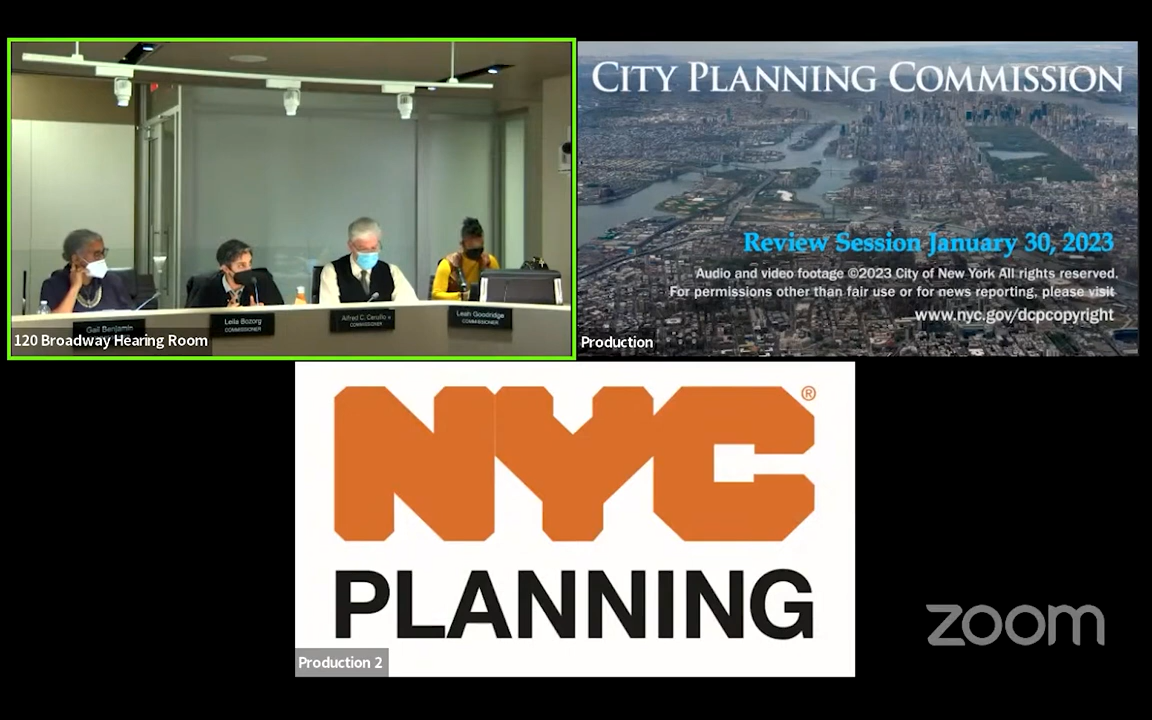 Gail Benjamin
Leila Bozorg
COMMISSIONER
Alfred C. Cerullo III
COMMISSIONER
Leah Goodridge
COMMISSIONER
120 Broadway Hearing Room
CITY PLANNING COMMISSION
Review Session January 30, 2023
Audio and video footage ©2023 City of New York All rights reserved.
For permissions other than fair use or for news reporting, please visit
www.nyc.gov/dcpcopyright
Production
NYC®
PLANNING
Production 2
zoom